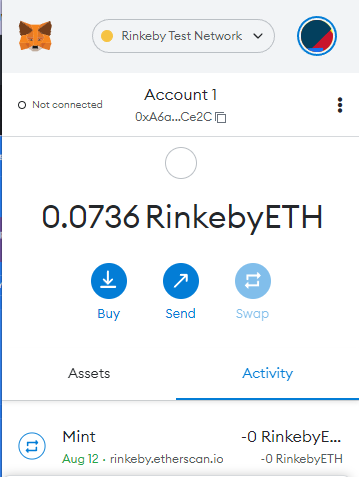 Rinkeby Test Network
Not connected
Account 1
0xA6a...Ce2C
0.0736 RinkebyETH
Buy Send Swap
Assets Activity
Mint -0 RinkebyE...
Aug 12 · rinkeby.etherscan.io -0 RinkebyETH